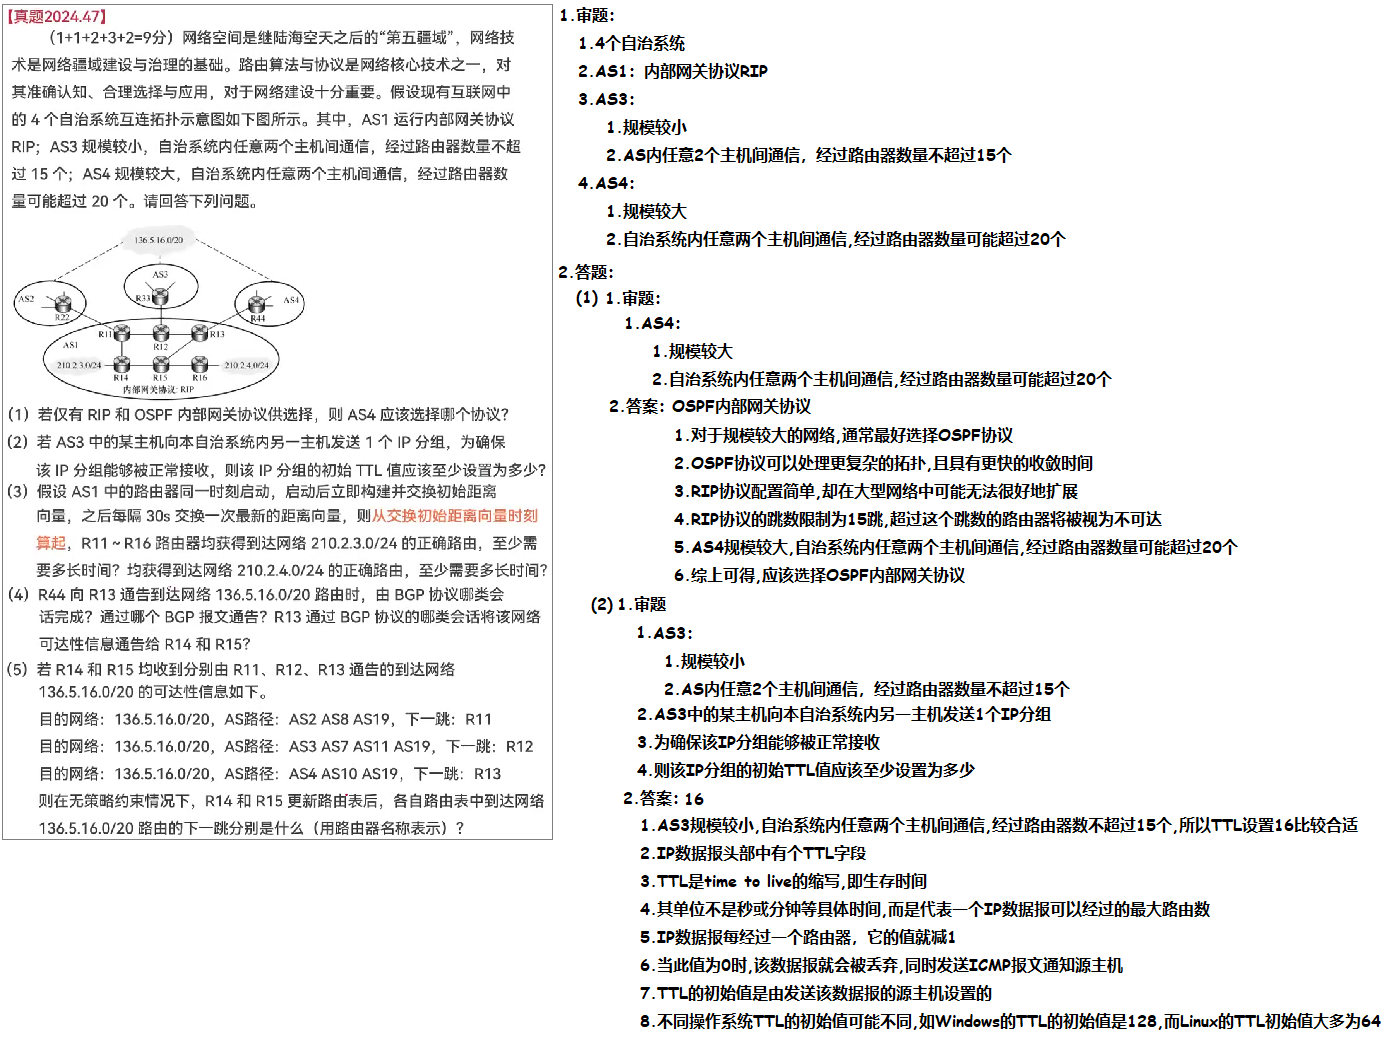 【真题2024.47】
（1+1+2+3+2=9分）网络空间是继陆海空天之后的“第五疆域”，网络技
术是网络疆域建设与治理的基础。路由算法与协议是网络核心技术之一，对
其准确认知、合理选择与应用，对于网络建设十分重要。假设现有互联网中
的 4 个自治系统互连拓扑示意图如下图所示。其中，AS1 运行内部网关协议
RIP；AS3 规模较小，自治系统内任意两个主机间通信，经过路由器数量不超
过 15 个；AS4 规模较大，自治系统内任意两个主机间通信，经过路由器数
量可能超过 20 个。请回答下列问题。
136.5.16.0/20
AS3
R33
AS2
R22
AS4
R44
R11
R12
R13
AS1
210.2.3.0/24
210.2.4.0/24
R14
R15
R16
内部网关协议: RIP
（1）若仅有 RIP 和 OSPF 内部网关协议供选择，则 AS4 应该选择哪个协议？
（2）若 AS3 中的某主机向本自治系统内另一主机发送 1 个 IP 分组，为确保
该 IP 分组能够被正常接收，则该 IP 分组的初始 TTL 值应该至少设置为多少？
（3）假设 AS1 中的路由器同一时刻启动，启动后立即构建并交换初始距离
向量，之后每隔 30s 交换一次最新的距离向量，则从交换初始距离向量时刻
算起，R11 ~ R16 路由器均获得到达网络 210.2.3.0/24 的正确路由，至少需
要多长时间？均获得到达网络 210.2.4.0/24 的正确路由，至少需要多长时间？
（4）R44 向 R13 通告到达网络 136.5.16.0/20 路由时，由 BGP 协议哪类会
话完成？通过哪个 BGP 报文通告？R13 通过 BGP 协议的哪类会话将该网络
可达性信息通告给 R14 和 R15？
（5）若 R14 和 R15 均收到分别由 R11、R12、R13 通告的到达网络
136.5.16.0/20 的可达性信息如下。
目的网络：136.5.16.0/20，AS路径：AS2 AS8 AS19，下一跳：R11
目的网络：136.5.16.0/20，AS路径：AS3 AS7 AS11 AS19，下一跳：R12
目的网络：136.5.16.0/20，AS路径：AS4 AS10 AS19，下一跳：R13
则在无策略约束情况下，R14 和 R15 更新路由表后，各自路由表中到达网络
136.5.16.0/20 路由的下一跳分别是什么（用路由器名称表示）？
1.审题：
1.4个自治系统
2.AS1：内部网关协议RIP
3.AS3：
1.规模较小
2.AS内任意2个主机间通信，经过路由器数量不超过15个
4.AS4：
1.规模较大
2.自治系统内任意两个主机间通信,经过路由器数量可能超过20个
2.答题：
(1) 1.审题：
1.AS4：
1.规模较大
2.自治系统内任意两个主机间通信,经过路由器数量可能超过20个
2.答案：OSPF内部网关协议
1.对于规模较大的网络,通常最好选择OSPF协议
2.OSPF协议可以处理更复杂的拓扑,且具有更快的收敛时间
3.RIP协议配置简单,却在大型网络中可能无法很好地扩展
4.RIP协议的跳数限制为15跳,超过这个跳数的路由器将被视为不可达
5.AS4规模较大,自治系统内任意两个主机间通信,经过路由器数量可能超过20个
6.综上可得,应该选择OSPF内部网关协议
(2) 1.审题
1.AS3：
1.规模较小
2.AS内任意2个主机间通信，经过路由器数量不超过15个
2.AS3中的某主机向本自治系统内另一主机发送1个IP分组
3.为确保该IP分组能够被正常接收
4.则该IP分组的初始TTL值应该至少设置为多少
2.答案：16
1.AS3规模较小,自治系统内任意两个主机间通信,经过路由器数不超过15个,所以TTL设置16比较合适
2.IP数据报头部中有个TTL字段
3.TTL是time to live的缩写,即生存时间
4.其单位不是秒或分钟等具体时间,而是代表一个IP数据报可以经过的最大路由数
5.IP数据报每经过一个路由器，它的值就减1
6.当此值为0时,该数据报就会被丢弃,同时发送ICMP报文通知源主机
7.TTL的初始值是由发送该数据报的源主机设置的
8.不同操作系统TTL的初始值可能不同,如Windows的TTL的初始值是128,而Linux的TTL初始值大多为64